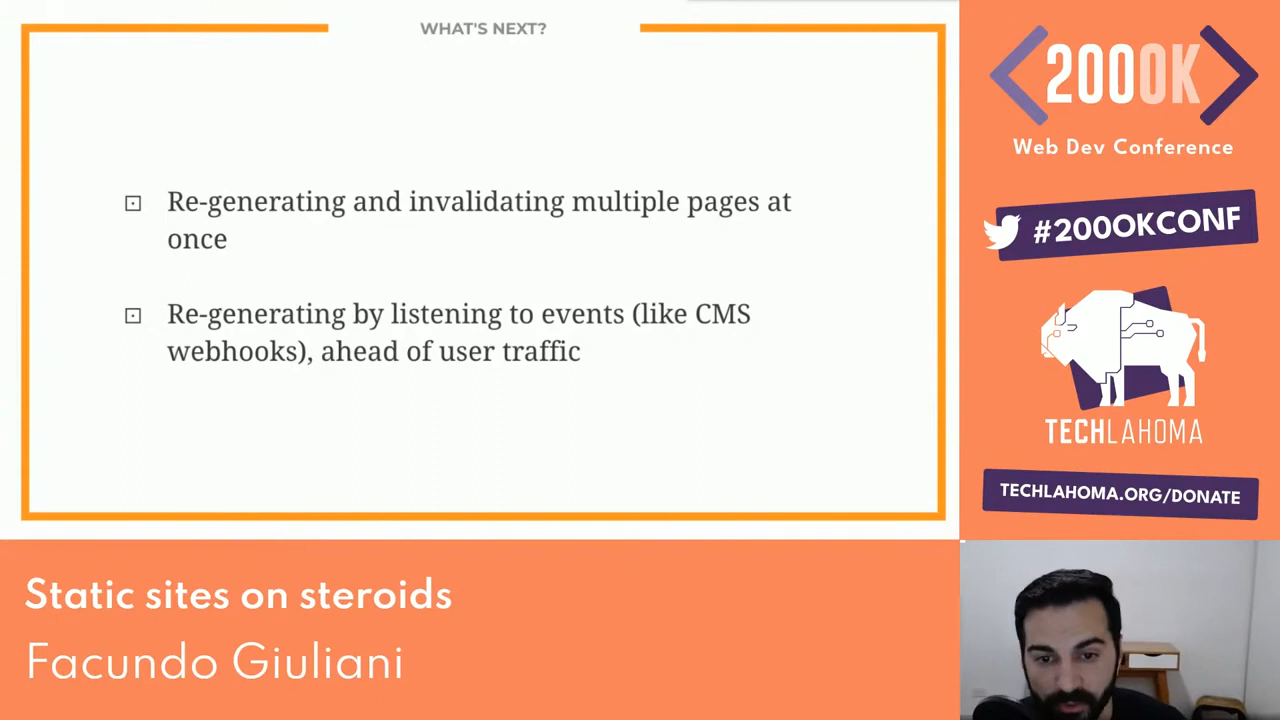 WHAT'S NEXT?
Re-generating and invalidating multiple pages at
once
Re-generating by listening to events (like CMS
webhooks), ahead of user traffic
200OK
Web Dev Conference
#200OKCONF
TECHLAHOMA
TECHLAHOMA.ORG/DONATE
Static sites on steroids
Facundo Giuliani